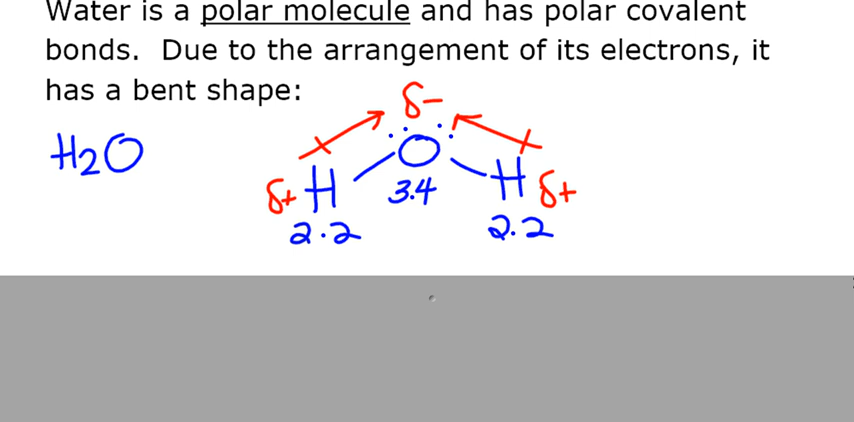 Water is a polar molecule and has polar covalent
bonds. Due to the arrangement of its electrons, it
has a bent shape:
δ-
H2O
O
δ+ H 3.4 H δ+
2.2 2.2